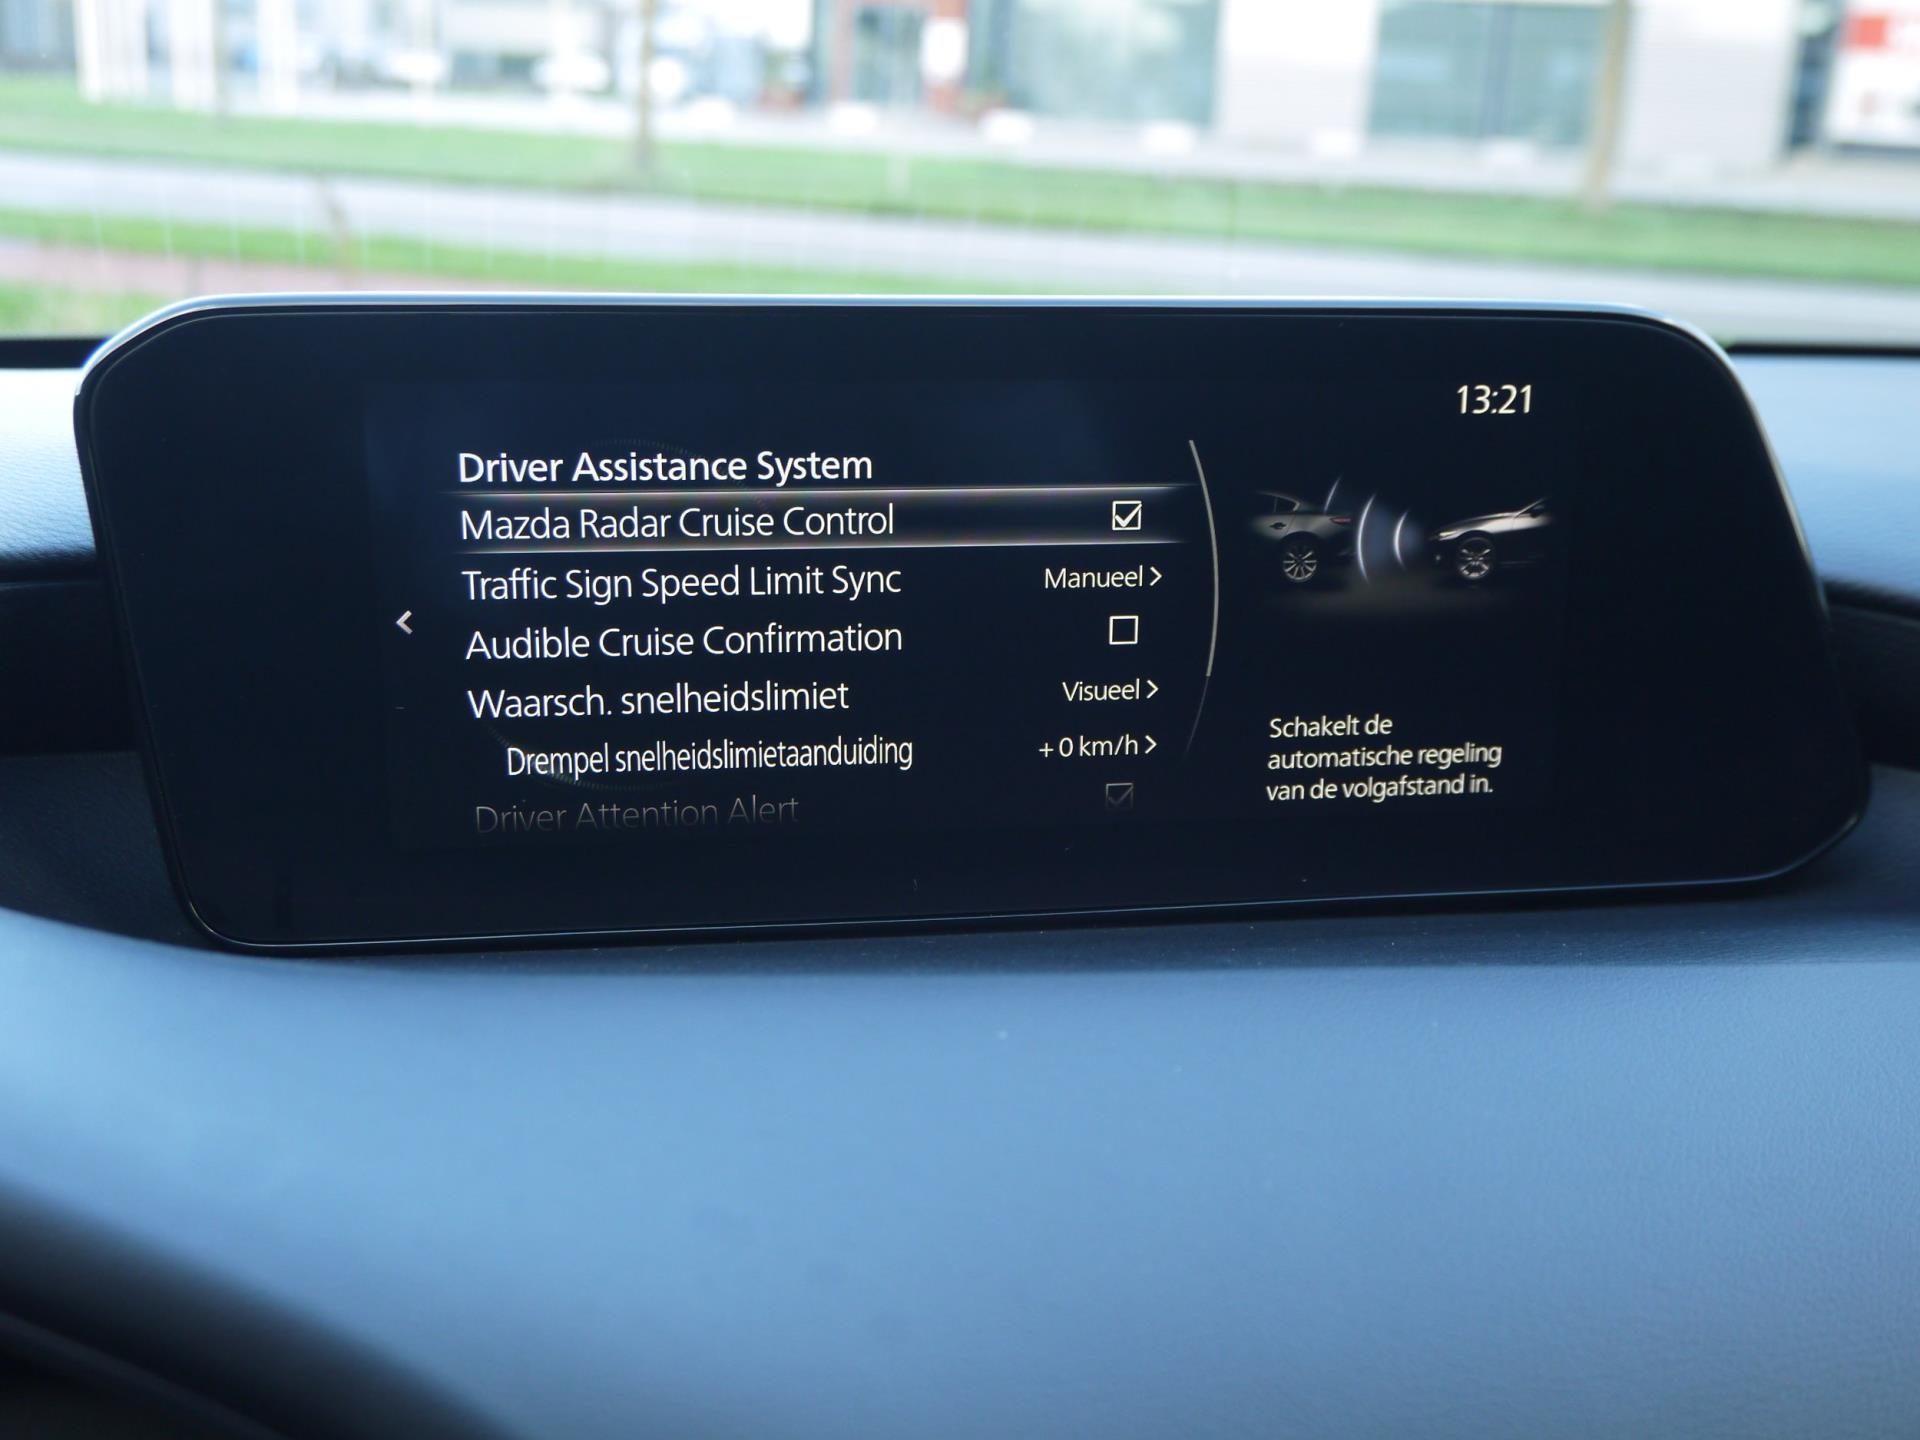 13:21
Driver Assistance System
Mazda Radar Cruise Control
Traffic Sign Speed Limit Sync Manueel >
Audible Cruise Confirmation
Waarsch. snelheidslimiet Visueel >
Drempel snelheidslimietaanduiding +0 km/h >
Driver Attention Alert
Schakelt de
automatische regeling
van de volgafstand in.